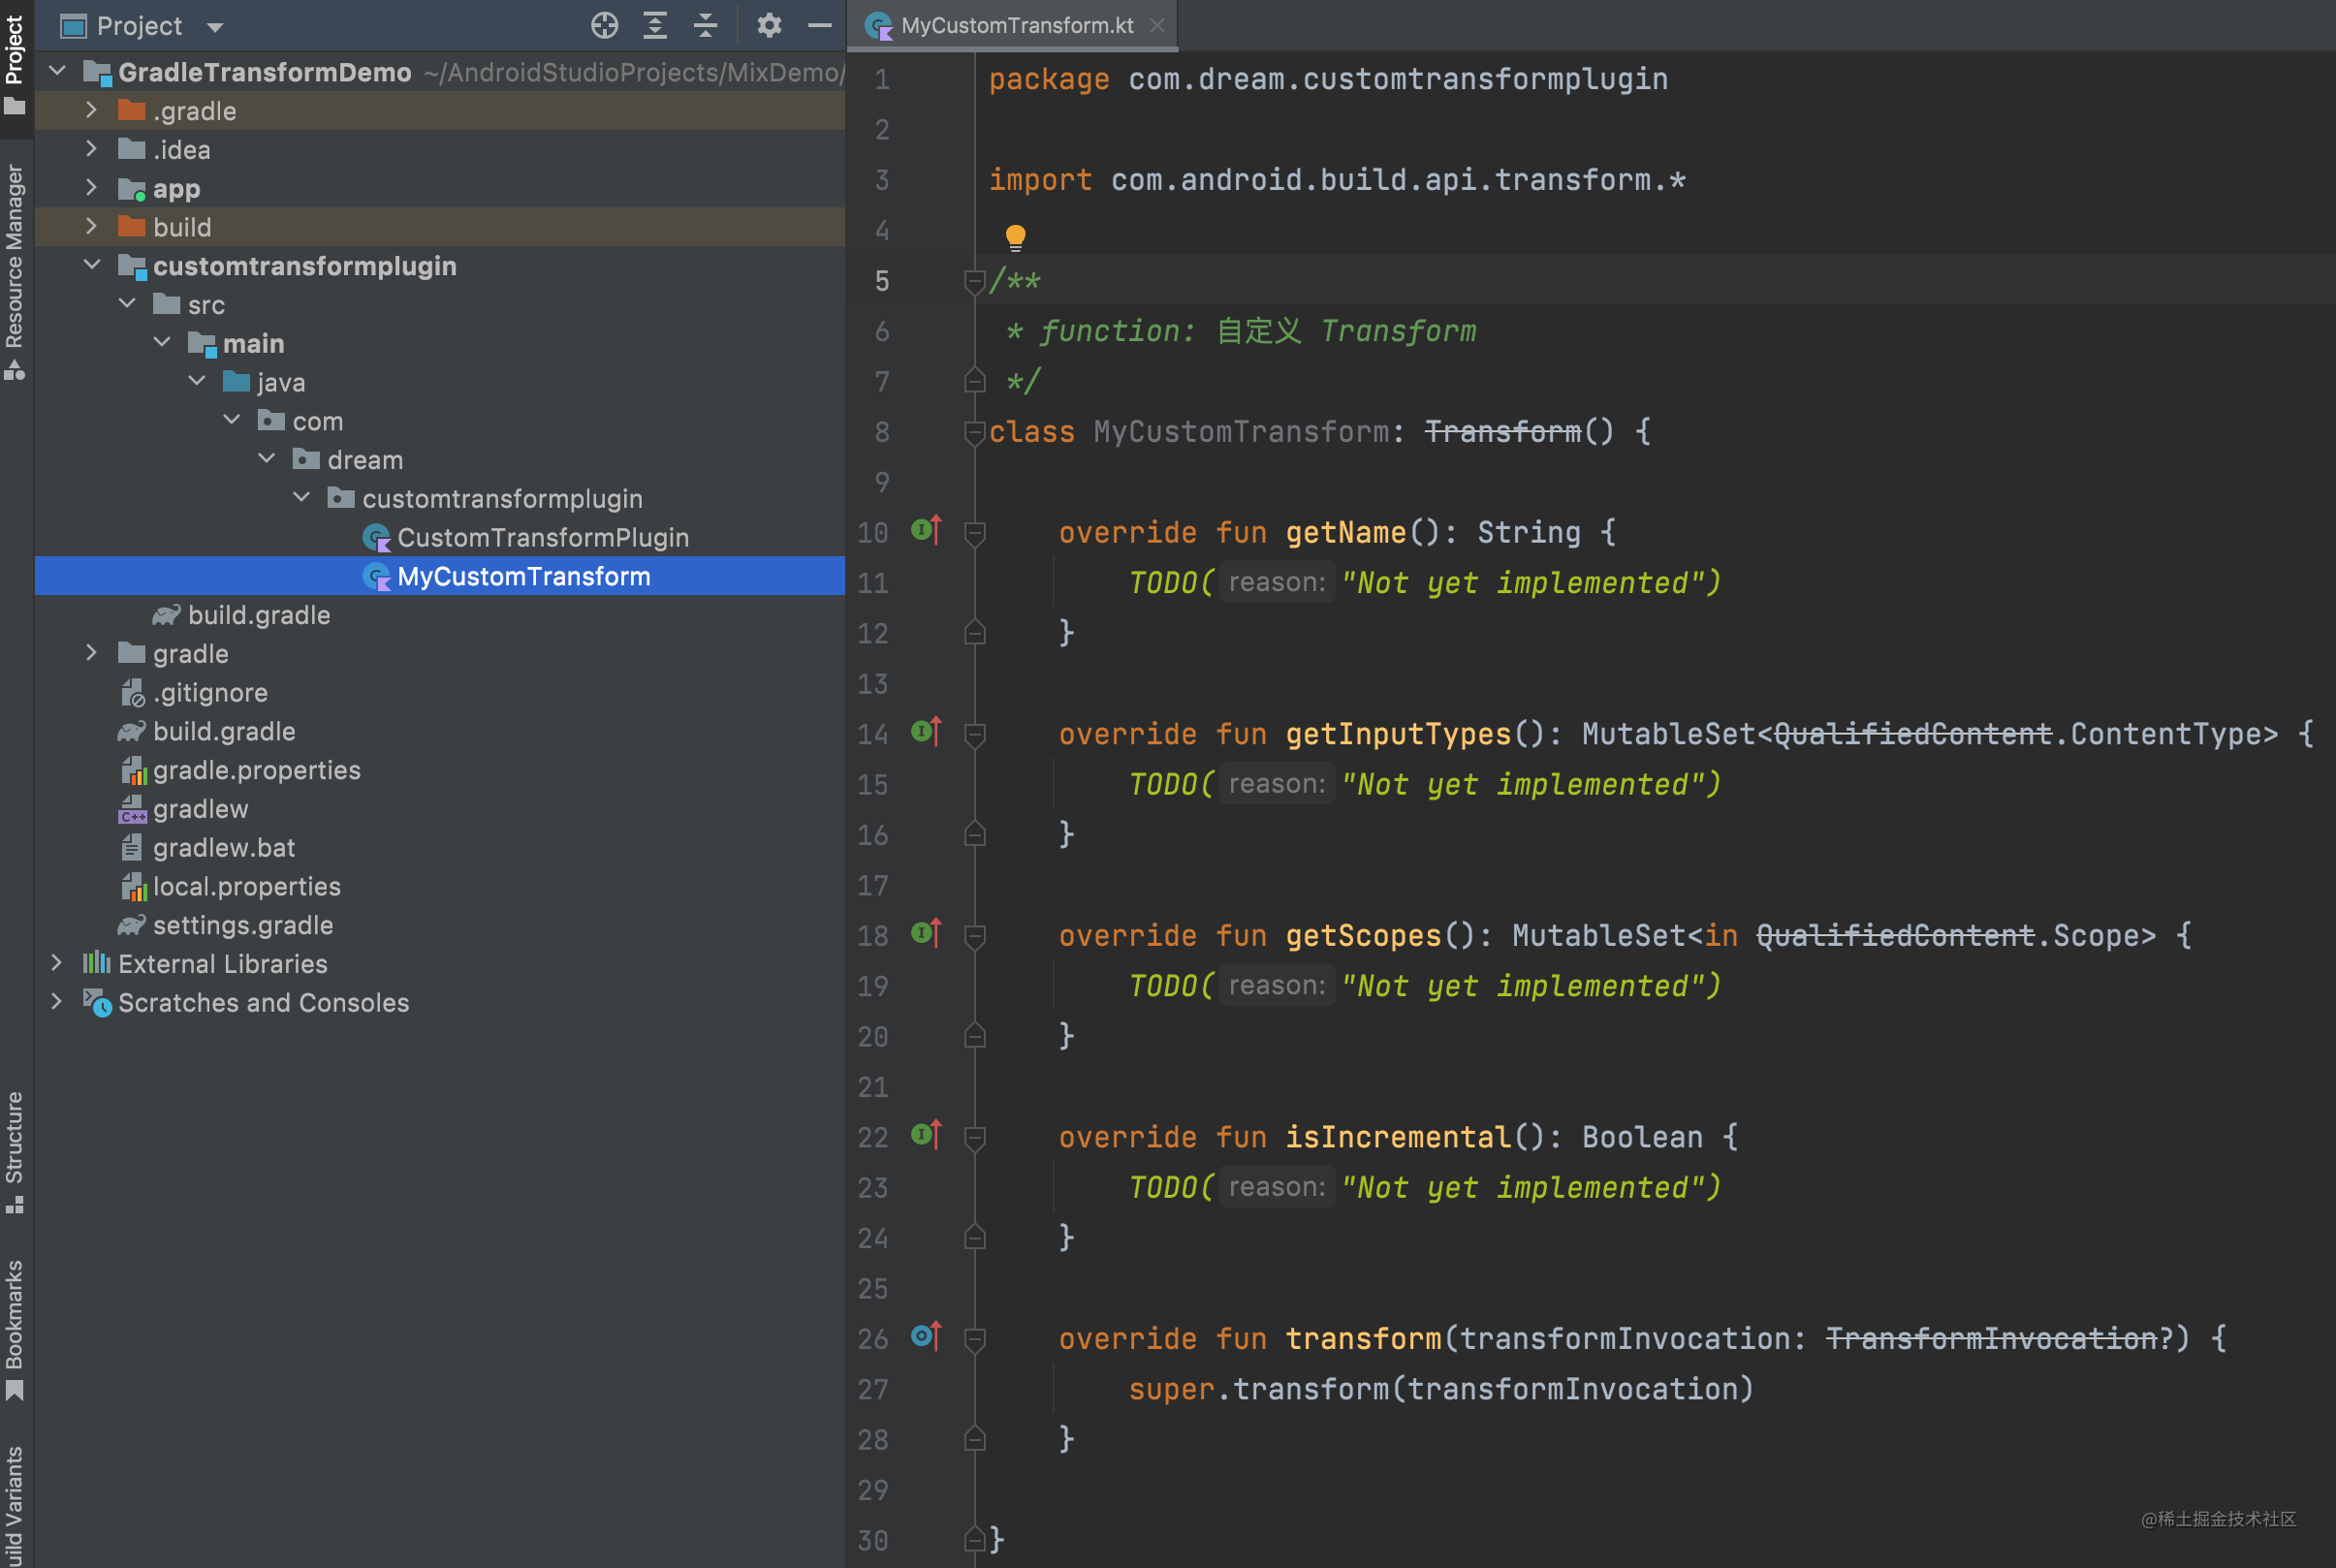 Project
Resource Manager
Structure
Bookmarks
uild Variants
Project
GradleTransformDemo ~/AndroidStudioProjects/MixDemo/
.gradle
.idea
app
build
customtransformplugin
src
main
java
com
dream
customtransformplugin
CustomTransformPlugin
MyCustomTransform
build.gradle
gradle
.gitignore
build.gradle
gradle.properties
gradlew
gradlew.bat
local.properties
settings.gradle
External Libraries
Scratches and Consoles
MyCustomTransform.kt
1 package com.dream.customtransformplugin
2
3 import com.android.build.api.transform.*
4
5 /**
6 * function: 自定义 Transform
7 */
8 class MyCustomTransform: Transform() {
9
10 override fun getName(): String {
11 TODO( reason: "Not yet implemented")
12 }
13
14 override fun getInputTypes(): MutableSet<QualifiedContent.ContentType> {
15 TODO( reason: "Not yet implemented")
16 }
17
18 override fun getScopes(): MutableSet<in QualifiedContent.Scope> {
19 TODO( reason: "Not yet implemented")
20 }
21
22 override fun isIncremental(): Boolean {
23 TODO( reason: "Not yet implemented")
24 }
25
26 override fun transform(transformInvocation: TransformInvocation?) {
27 super.transform(transformInvocation)
28 }
29
30 }
@稀土掘金技术社区